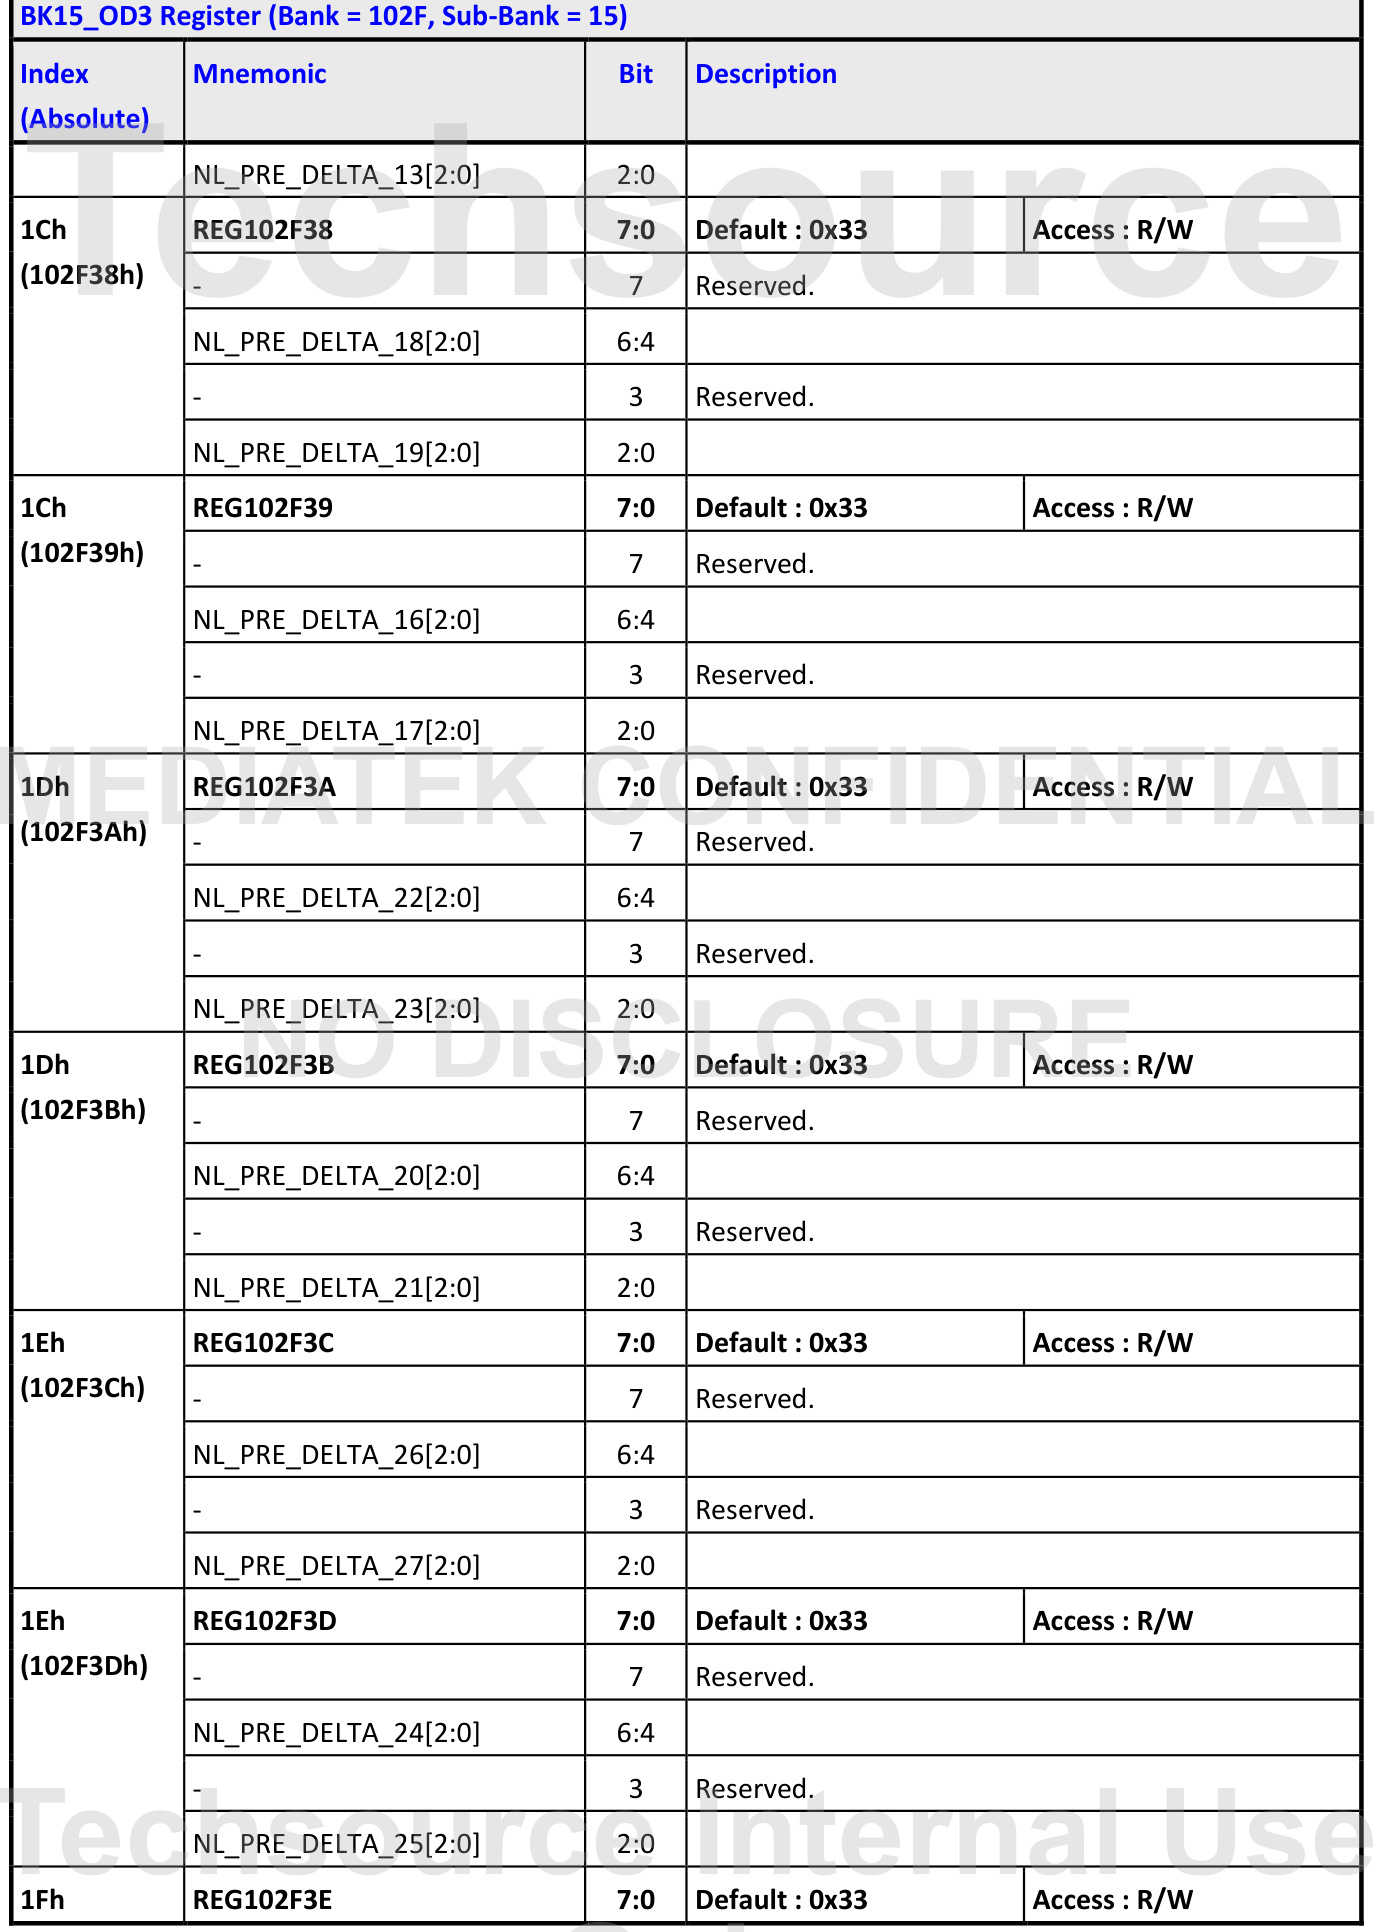 BK15_OD3 Register (Bank = 102F, Sub-Bank = 15)
Index (Absolute) Mnemonic Bit Description
NL_PRE_DELTA_13[2:0] 2:0
1Ch (102F38h) REG102F38 7:0 Default : 0x33 Access : R/W
- 7 Reserved.
NL_PRE_DELTA_18[2:0] 6:4
- 3 Reserved.
NL_PRE_DELTA_19[2:0] 2:0
1Ch (102F39h) REG102F39 7:0 Default : 0x33 Access : R/W
- 7 Reserved.
NL_PRE_DELTA_16[2:0] 6:4
- 3 Reserved.
NL_PRE_DELTA_17[2:0] 2:0
1Dh (102F3Ah) REG102F3A 7:0 Default : 0x33 Access : R/W
- 7 Reserved.
NL_PRE_DELTA_22[2:0] 6:4
- 3 Reserved.
NL_PRE_DELTA_23[2:0] 2:0
1Dh (102F3Bh) REG102F3B 7:0 Default : 0x33 Access : R/W
- 7 Reserved.
NL_PRE_DELTA_20[2:0] 6:4
- 3 Reserved.
NL_PRE_DELTA_21[2:0] 2:0
1Eh (102F3Ch) REG102F3C 7:0 Default : 0x33 Access : R/W
- 7 Reserved.
NL_PRE_DELTA_26[2:0] 6:4
- 3 Reserved.
NL_PRE_DELTA_27[2:0] 2:0
1Eh (102F3Dh) REG102F3D 7:0 Default : 0x33 Access : R/W
- 7 Reserved.
NL_PRE_DELTA_24[2:0] 6:4
- 3 Reserved.
NL_PRE_DELTA_25[2:0] 2:0
1Fh REG102F3E 7:0 Default : 0x33 Access : R/W
Techsource
MEDIATEK CONFIDENTIAL
NO DISCLOSURE
Techsource Internal Use